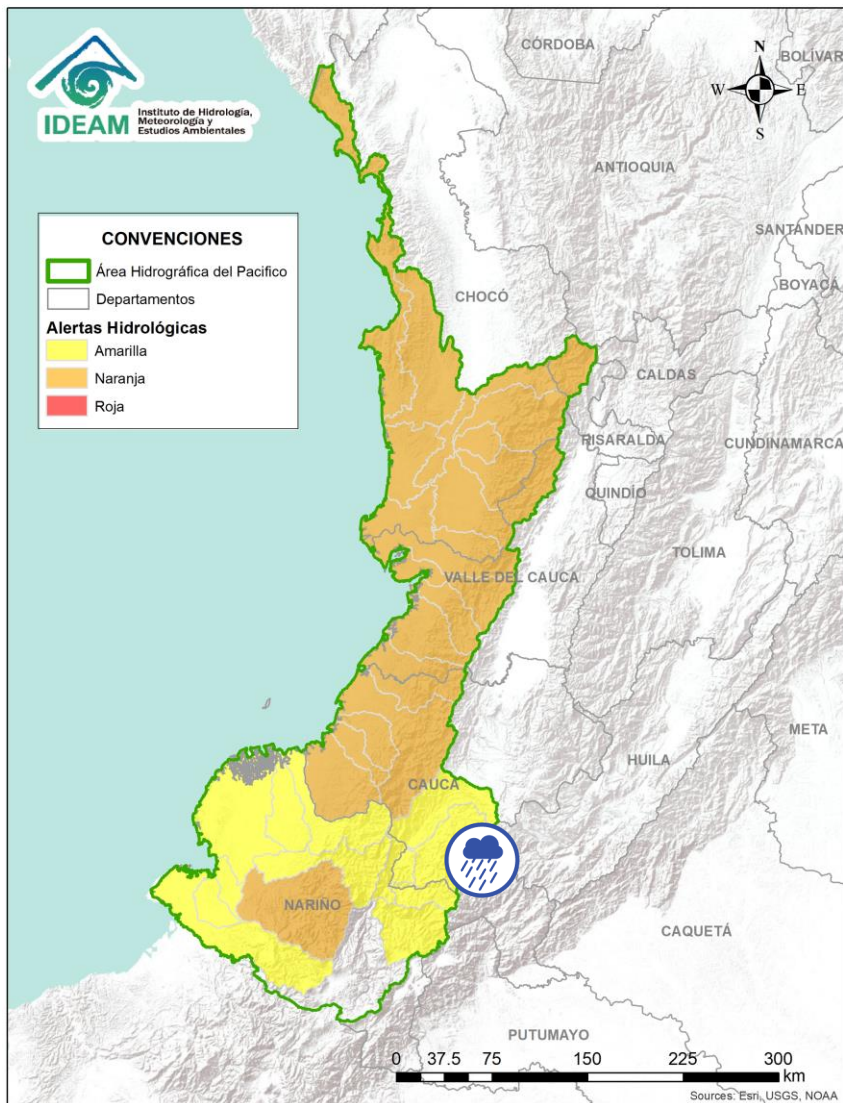 CÓRDOBA
BOLÍVAR
IDEAM
Instituto de Hidrología,
Meteorología y
Estudios Ambientales
N
W
E
S
ANTIOQUIA
SANTANDER
CONVENCIONES
Área Hidrográfica del Pacifico
Departamentos
Alertas Hidrológicas
Amarilla
Naranja
Roja
BOYACÁ
CHOCÓ
CALDAS
RISARALDA
CUNDINAMARCA
QUINDÍO
TOLIMA
VALLE DEL CAUCA
META
HUILA
CAUCA
NARIÑO
CAQUETÁ
PUTUMAYO
0 37.5 75 150 225 300
km
Sources: Esri, USGS, NOAA